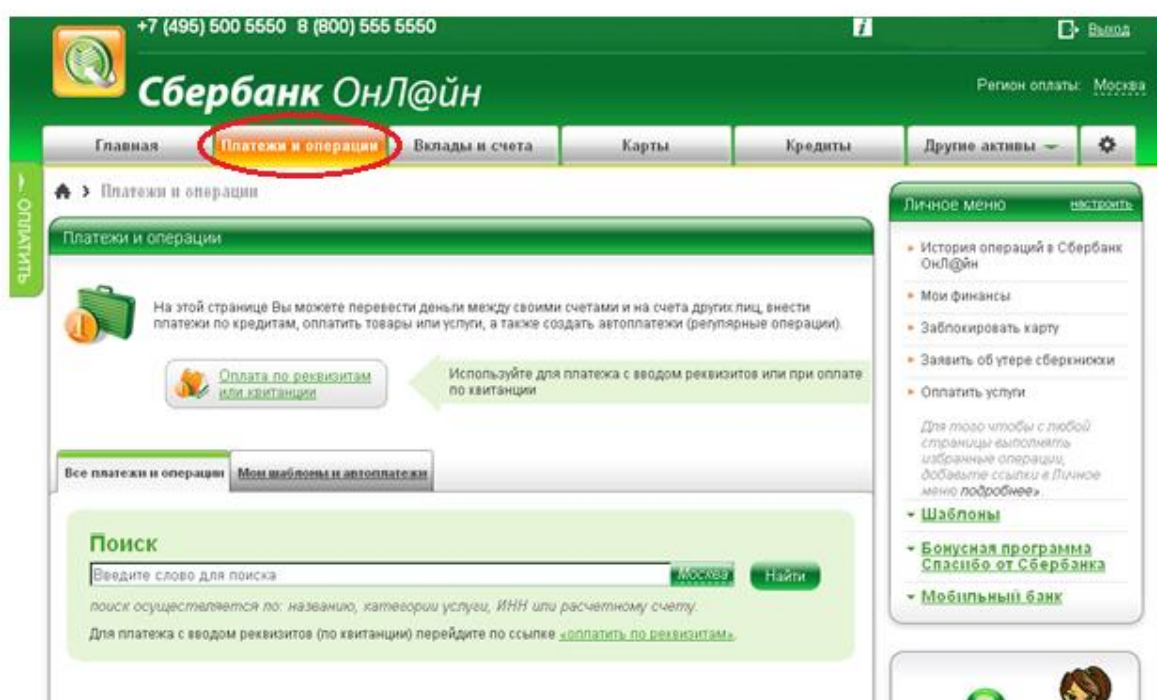 +7 (495) 500 5550 8 (800) 555 5550
i
Выход
Сбербанк ОнЛ@йн
Регион оплаты: Москва
Главная
Платежи и операции
Вклады и счета
Карты
Кредиты
Другие активы
ОПЛАТИТЬ
Платежи и операции
Платежи и операции
На этой странице Вы можете перевести деньги между своими счетами и на счета других лиц, внести
платежи по кредитам, оплатить товары или услуги, а также создать автоплатежи (регулярные операции).
Оплата по реквизитам
или квитанции
Используйте для платежа с вводом реквизитов или при оплате
по квитанции
Все платежи и операции
Мои шаблоны и автоплатежи
Поиск
Введите слово для поиска
Москва
Найти
поиск осуществляется по: названию, категории услуги, ИНН или расчетному счету.
Для платежа с вводом реквизитов (по квитанции) перейдите по ссылке «оплатить по реквизитам».
Личное меню
настроить
История операций в Сбербанк
ОнЛ@йн
Мои финансы
Заблокировать карту
Заявить об утере сберкнижки
Оплатить услуги
Для того чтобы с любой
страницы выполнять
избранные операции,
добавьте ссылки в Личное
меню подробнее»
Шаблоны
Бонусная программа
Спасибо от Сбербанка
Мобильный банк